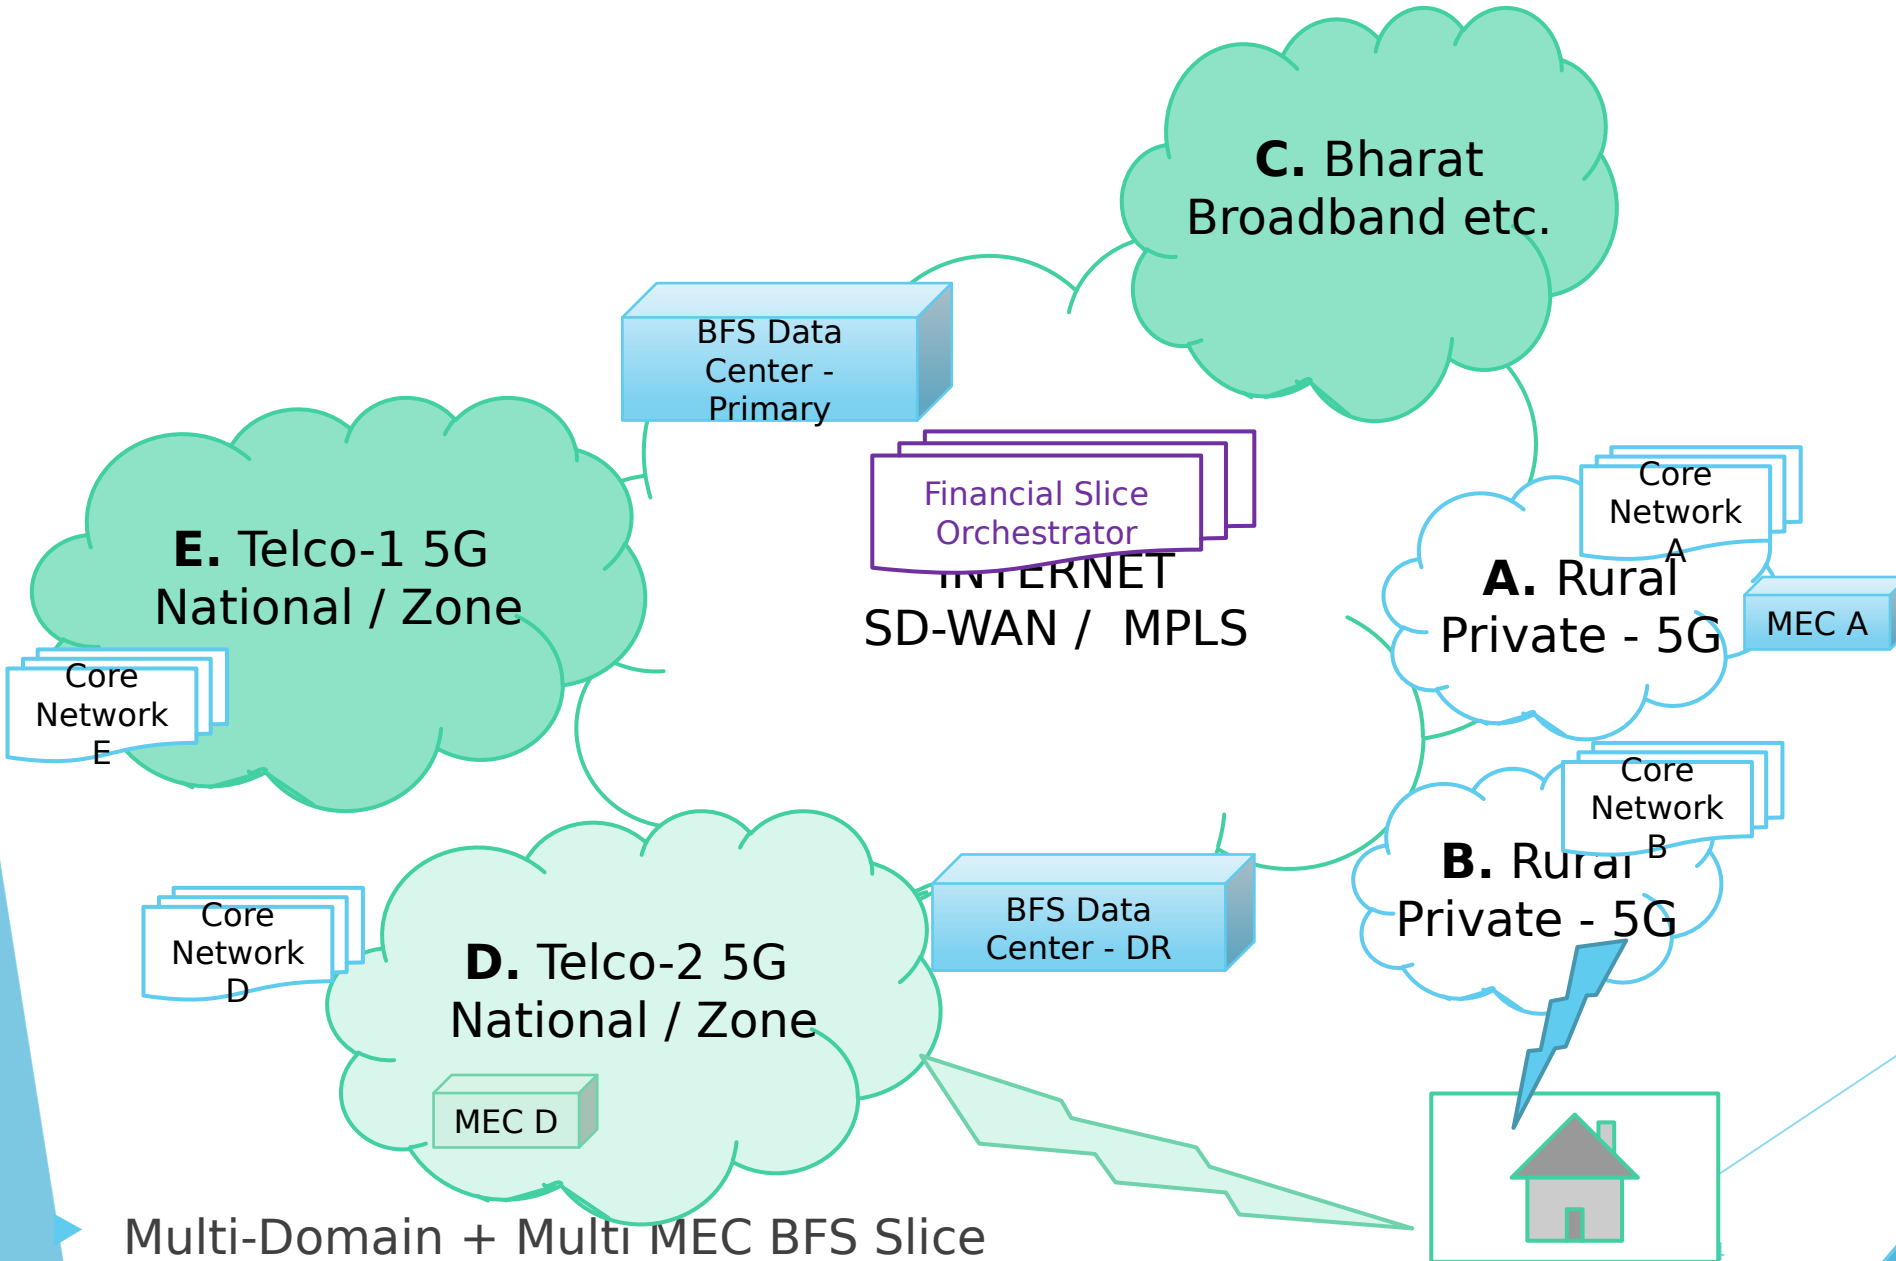 C. Bharat
Broadband etc.
BFS Data
Center -
Primary
Financial Slice
Orchestrator
INTERNET
SD-WAN / MPLS
Core
Network
A
A. Rural
Private - 5G
MEC A
E. Telco-1 5G
National / Zone
Core
Network
E
Core
Network
B
B. Rural
Private - 5G
Core
Network
D
D. Telco-2 5G
National / Zone
BFS Data
Center - DR
MEC D
Multi-Domain + Multi MEC BFS Slice